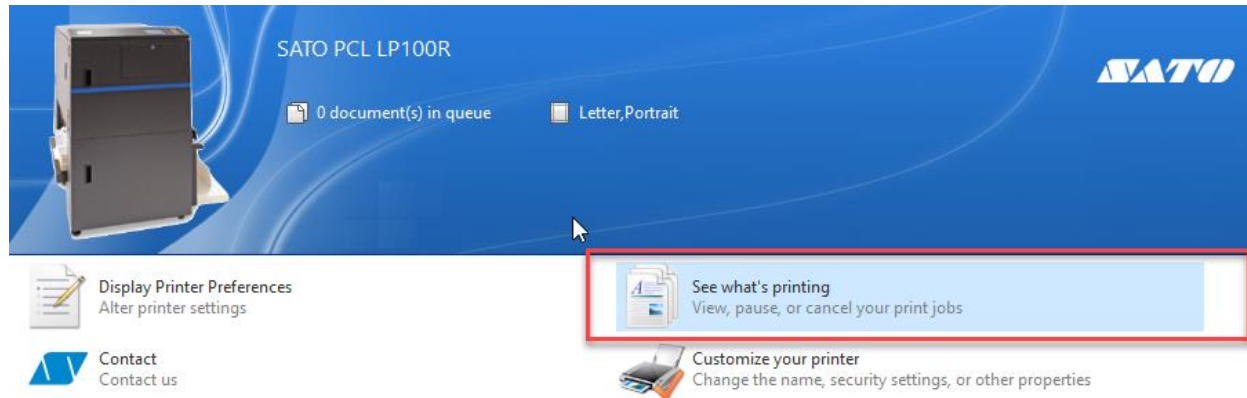 SATO PCL LP100R
SATO
0 document(s) in queue
Letter,Portrait
Display Printer Preferences
Alter printer settings
See what's printing
View, pause, or cancel your print jobs
Contact
Contact us
Customize your printer
Change the name, security settings, or other properties